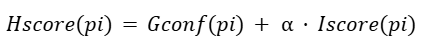 Hscore(pi) = Gconf(pi) + α · Iscore(pi)